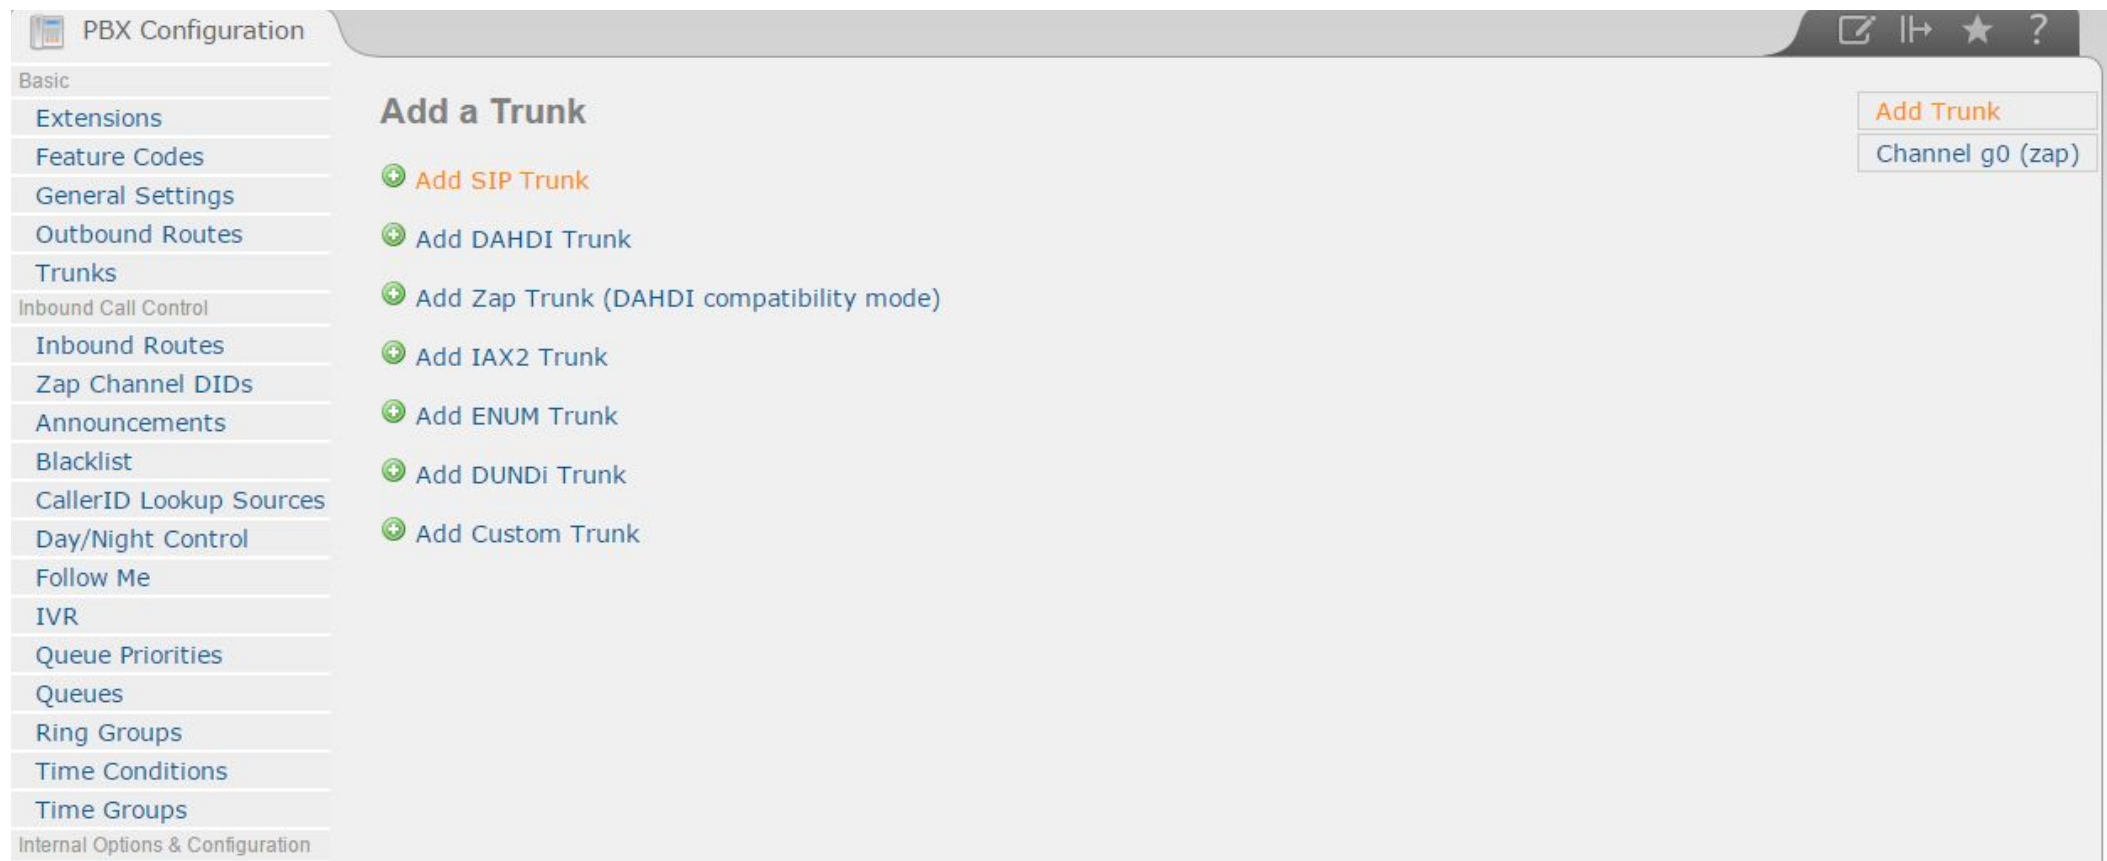 PBX Configuration
?
Basic
Extensions
Feature Codes
General Settings
Outbound Routes
Trunks
Inbound Call Control
Inbound Routes
Zap Channel DIDs
Announcements
Blacklist
CallerID Lookup Sources
Day/Night Control
Follow Me
IVR
Queue Priorities
Queues
Ring Groups
Time Conditions
Time Groups
Internal Options & Configuration
Add a Trunk
Add SIP Trunk
Add DAHDI Trunk
Add Zap Trunk (DAHDI compatibility mode)
Add IAX2 Trunk
Add ENUM Trunk
Add DUNDi Trunk
Add Custom Trunk
Add Trunk
Channel g0 (zap)